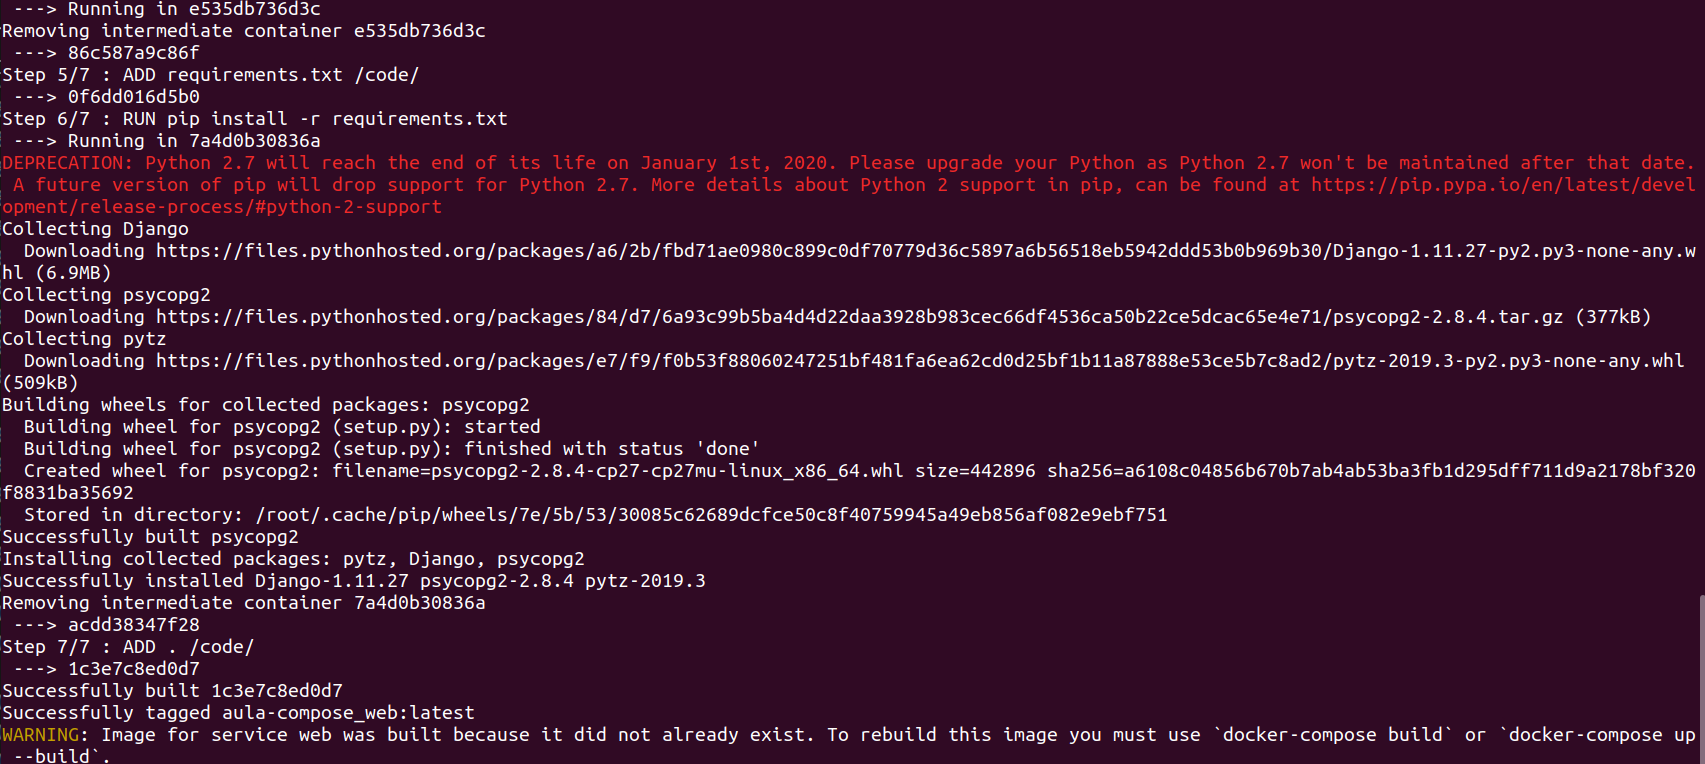 ---> Running in e535db736d3c
Removing intermediate container e535db736d3c
 ---> 86c587a9c86f
Step 5/7 : ADD requirements.txt /code/
 ---> 0f6dd016d5b0
Step 6/7 : RUN pip install -r requirements.txt
 ---> Running in 7a4d0b30836a
DEPRECATION: Python 2.7 will reach the end of its life on January 1st, 2020. Please upgrade your Python as Python 2.7 won't be maintained after that date.
 A future version of pip will drop support for Python 2.7. More details about Python 2 support in pip, can be found at https://pip.pypa.io/en/latest/devel
opment/release-process/#python-2-support
Collecting Django
  Downloading https://files.pythonhosted.org/packages/a6/2b/fbd71ae0980c899c0df70779d36c5897a6b56518eb5942ddd53b0b969b30/Django-1.11.27-py2.py3-none-any.w
hl (6.9MB)
Collecting psycopg2
  Downloading https://files.pythonhosted.org/packages/84/d7/6a93c99b5ba4d4d22daa3928b983cec66df4536ca50b22ce5dcac65e4e71/psycopg2-2.8.4.tar.gz (377kB)
Collecting pytz
  Downloading https://files.pythonhosted.org/packages/e7/f9/f0b53f88060247251bf481fa6ea62cd0d25bf1b11a87888e53ce5b7c8ad2/pytz-2019.3-py2.py3-none-any.whl
(509kB)
Building wheels for collected packages: psycopg2
  Building wheel for psycopg2 (setup.py): started
  Building wheel for psycopg2 (setup.py): finished with status 'done'
  Created wheel for psycopg2: filename=psycopg2-2.8.4-cp27-cp27mu-linux_x86_64.whl size=442896 sha256=a6108c04856b670b7ab4ab53ba3fb1d295dff711d9a2178bf320
f8831ba35692
  Stored in directory: /root/.cache/pip/wheels/7e/5b/53/30085c62689dcfce50c8f40759945a49eb856af082e9ebf751
Successfully built psycopg2
Installing collected packages: pytz, Django, psycopg2
Successfully installed Django-1.11.27 psycopg2-2.8.4 pytz-2019.3
Removing intermediate container 7a4d0b30836a
 ---> acdd38347f28
Step 7/7 : ADD . /code/
 ---> 1c3e7c8ed0d7
Successfully built 1c3e7c8ed0d7
Successfully tagged aula-compose_web:latest
WARNING: Image for service web was built because it did not already exist. To rebuild this image you must use `docker-compose build` or `docker-compose up
 --build`.